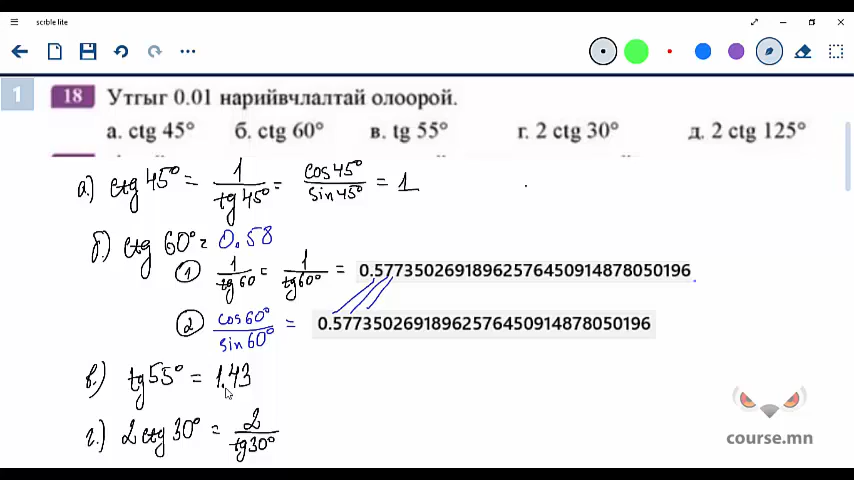 scrble lite
1
18 Утгыг 0.01 нарийвчлалтай олоорой.
а. ctg 45° б. ctg 60° в. tg 55° г. 2 ctg 30° д. 2 ctg 125°
а.) ctg 45° = 1/tg 45° = cos 45°/sin 45° = 1
б.) ctg 60° = 0.58
① 1/tg 60 = 1/tg 60° = 0.57735026918962576450914878050196
② cos 60°/sin 60° = 0.57735026918962576450914878050196
в.) tg 55° = 1.43
г.) 2 ctg 30° = 2/tg 30°
course.mn